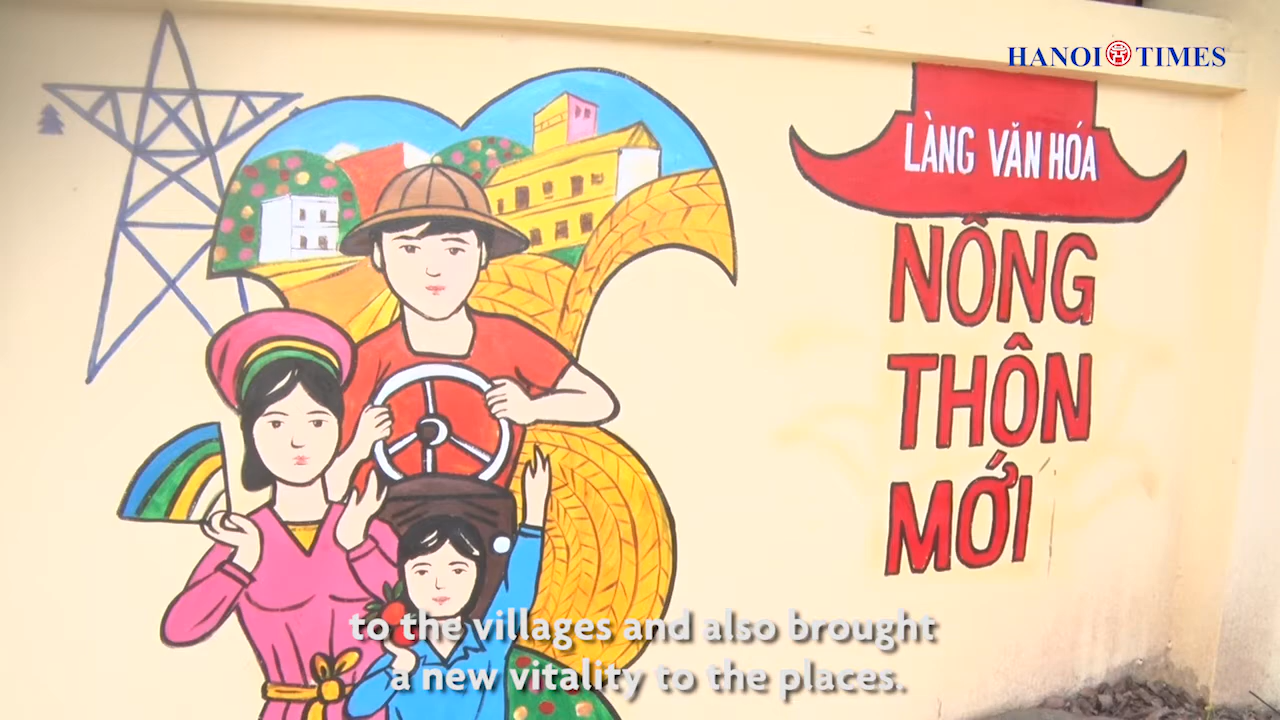 HANOI TIMES
LÀNG VĂN HÓA
NÔNG
THÔN
MỚI
to the villages and also brought
a new vitality to the places.